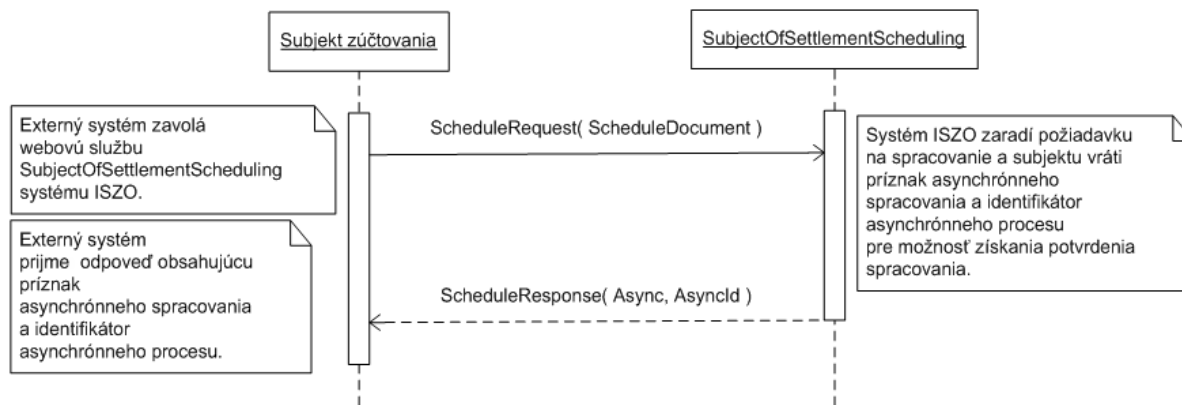 Subjekt zúčtovania
SubjectOfSettlementScheduling
Externý systém zavolá
webovú službu
SubjectOfSettlementScheduling
systému ISZO.
ScheduleRequest( ScheduleDocument )
Systém ISZO zaradí požiadavku
na spracovanie a subjektu vráti
príznak asynchrónneho
spracovania a identifikátor
asynchrónneho procesu
pre možnosť získania potvrdenia
spracovania.
Externý systém
prijme odpoveď obsahujúcu
príznak
asynchrónneho spracovania
a identifikátor
asynchrónneho procesu.
ScheduleResponse( Async, AsyncId )